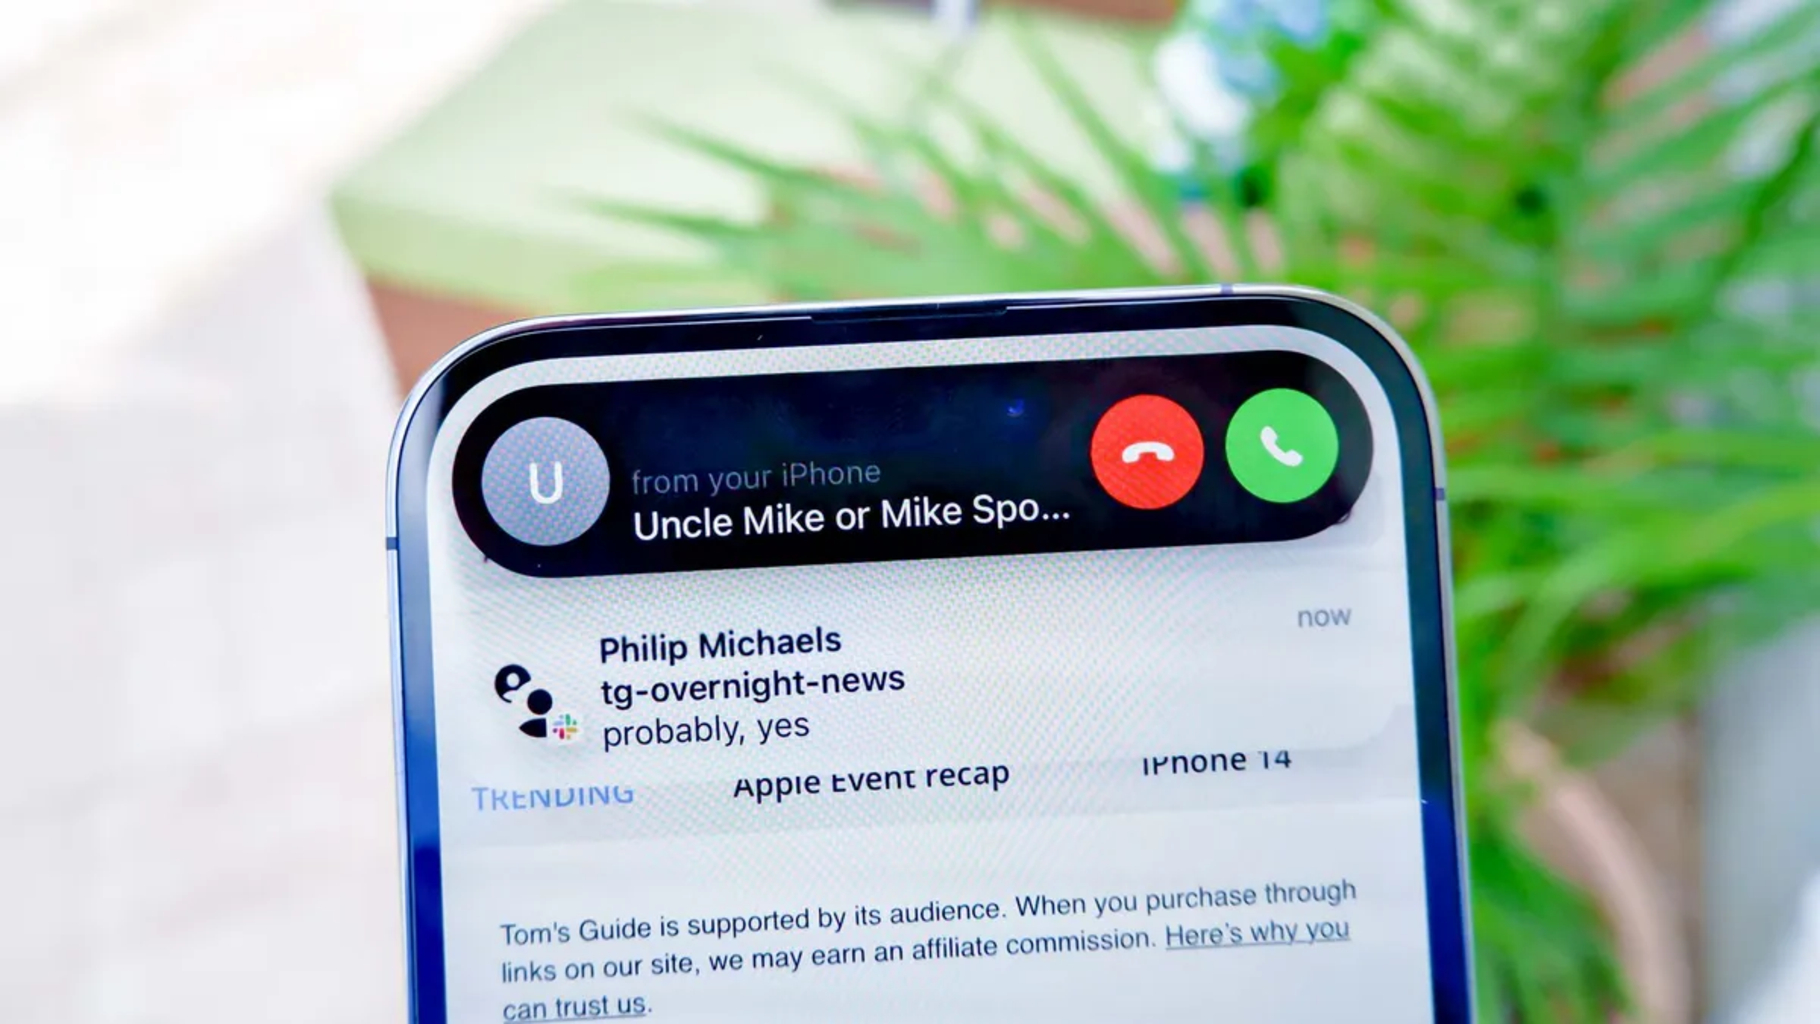 U
from your iPhone
Uncle Mike or Mike Spo...
now
Philip Michaels
tg-overnight-news
probably, yes
TRENDING
Apple Event recap
iPhone 14
Tom's Guide is supported by its audience. When you purchase through
links on our site, we may earn an affiliate commission. Here's why you
can trust us.